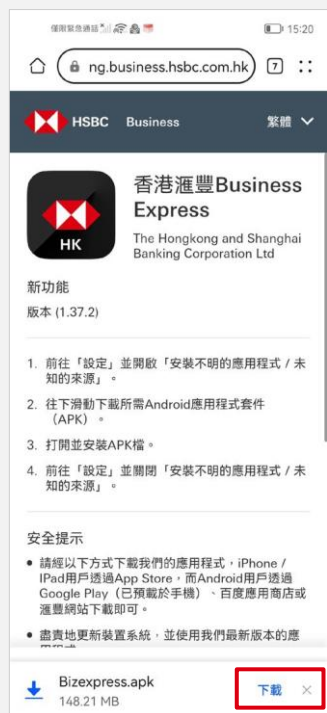 僅限緊急通話 15:20
ng.business.hsbc.com.hk 7
HSBC Business 繁體
HK
香港滙豐Business
Express
The Hongkong and Shanghai
Banking Corporation Ltd
新功能
版本 (1.37.2)
1. 前往「設定」並開啟「安裝不明的應用程式 / 未
知的來源」。
2. 往下滑動下載所需Android應用程式套件
（APK）。
3. 打開並安裝APK檔。
4. 前往「設定」並關閉「安裝不明的應用程式 / 未
知的來源」。
安全提示
• 請經以下方式下載我們的應用程式，iPhone /
IPad用戶透過App Store，而Android用戶透過
Google Play（已預載於手機）、百度應用商店或
滙豐網站下載即可。
• 盡責地更新裝置系統，並使用我們最新版本的應
Bizexpress.apk
148.21 MB
下載